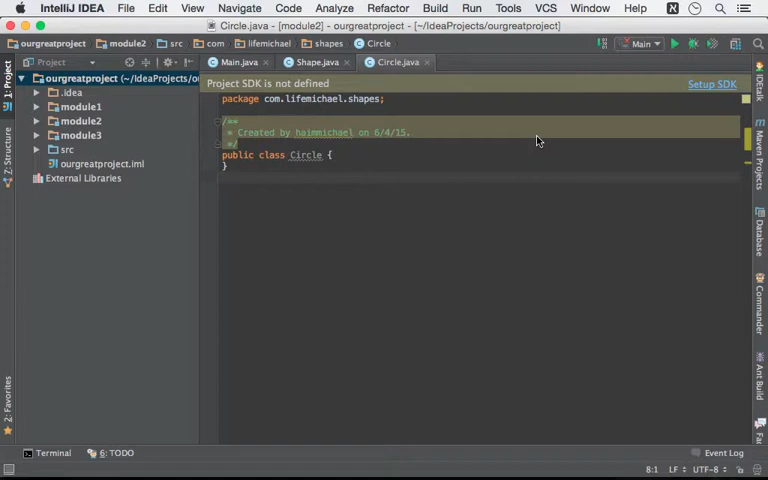 IntelliJ IDEA File Edit View Navigate Code Analyze Refactor Build Run Tools VCS Window Help
Circle.java - [module2] - ourgreatproject - [~/IdeaProjects/ourgreatproject]
ourgreatproject module2 src com lifemichael shapes Circle Main
Project Main.java Shape.java Circle.java
1: Project
7: Structure
2: Favorites
ourgreatproject (~/IdeaProjects/ou
.idea
module1
module2
module3
src
ourgreatproject.iml
External Libraries
Project SDK is not defined Setup SDK
package com.lifemichael.shapes;
/**
* Created by haimmichael on 6/4/15.
*/
public class Circle {
}
IDEtalk
Maven Projects
Database
Commander
Ant Build
Terminal 6: TODO Event Log
8:1 LF UTF-8